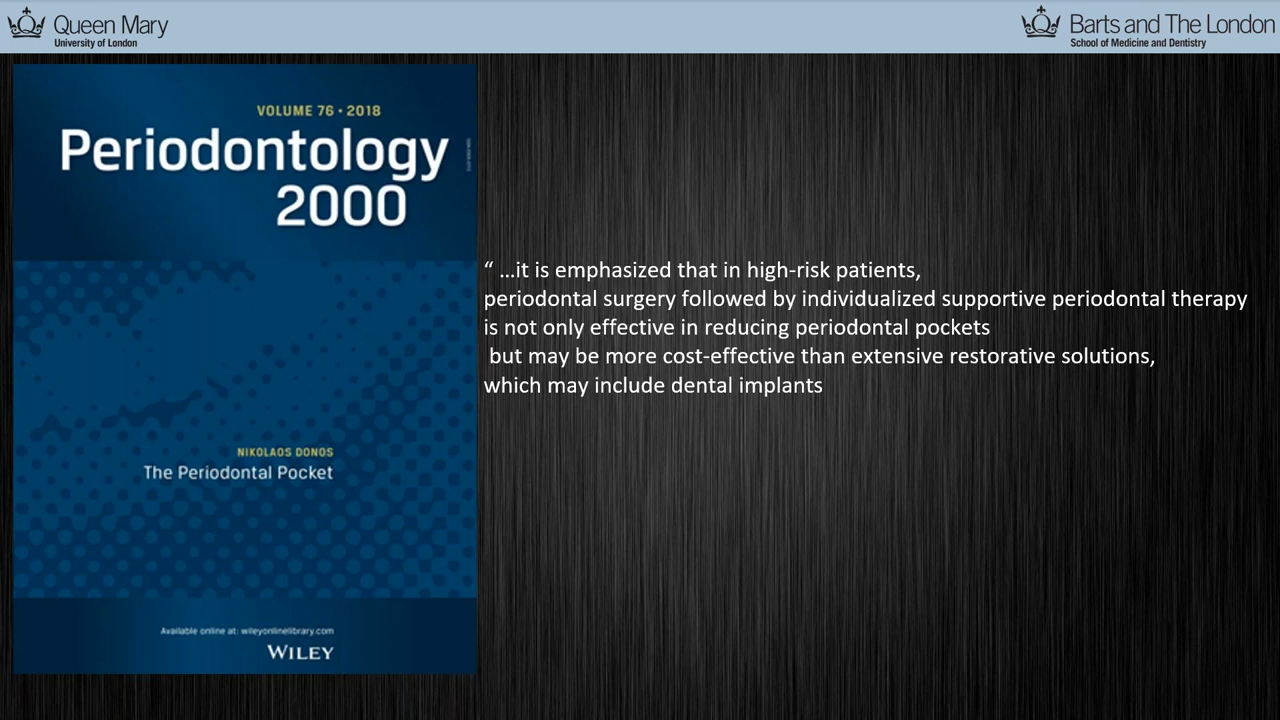 Queen Mary
University of London
Barts and The London
School of Medicine and Dentistry
VOLUME 76 • 2018
Periodontology
2000
NIKOLAOS DONOS
The Periodontal Pocket
Available online at: wileyonlinelibrary.com
WILEY
“ ...it is emphasized that in high-risk patients,
periodontal surgery followed by individualized supportive periodontal therapy
is not only effective in reducing periodontal pockets
but may be more cost-effective than extensive restorative solutions,
which may include dental implants